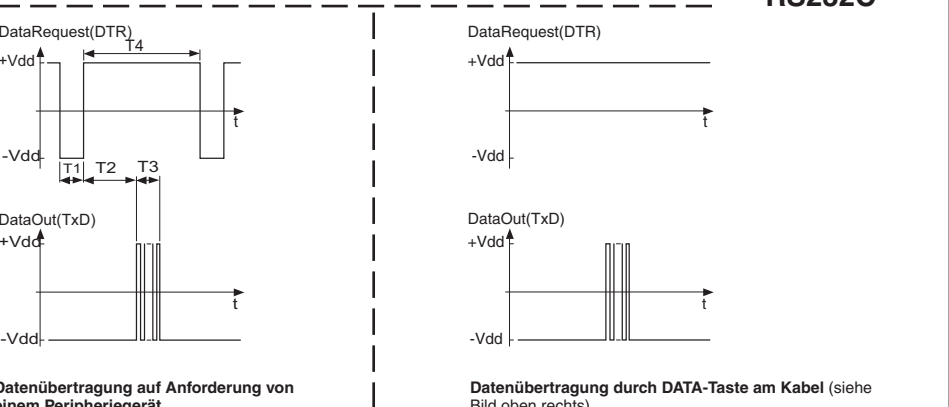 DataRequest(DTR)
T4
+Vdd
t
-Vdd
T1 T2 T3
DataOut(TxD)
+Vdd
t
-Vdd
Datenübertragung auf Anforderung von
einem Peripheriegerät
DataRequest(DTR)
+Vdd
t
-Vdd
DataOut(TxD)
+Vdd
t
-Vdd
Datenübertragung durch DATA-Taste am Kabel (siehe
Bild oben rechts)